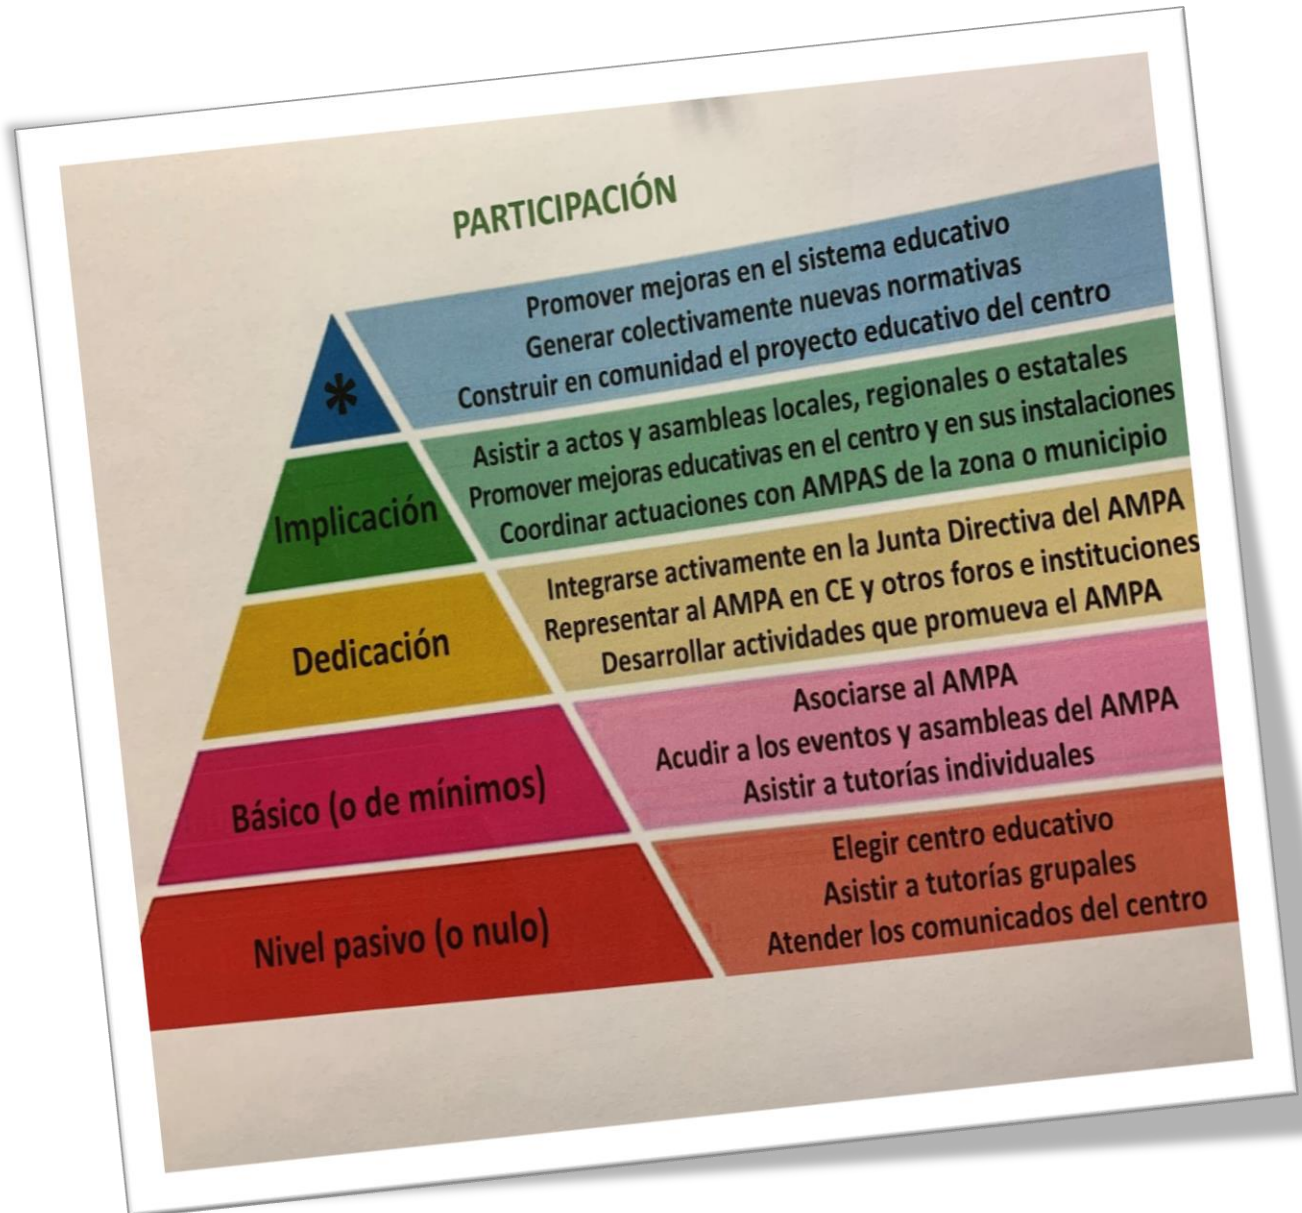 PARTICIPACIÓN
*
Promover mejoras en el sistema educativo
Generar colectivamente nuevas normativas
Construir en comunidad el proyecto educativo del centro
Implicación
Asistir a actos y asambleas locales, regionales o estatales
Promover mejoras educativas en el centro y en sus instalaciones
Coordinar actuaciones con AMPAS de la zona o municipio
Dedicación
Integrarse activamente en la Junta Directiva del AMPA
Representar al AMPA en CE y otros foros e instituciones
Desarrollar actividades que promueva el AMPA
Básico (o de mínimos)
Asociarse al AMPA
Acudir a los eventos y asambleas del AMPA
Asistir a tutorías individuales
Nivel pasivo (o nulo)
Elegir centro educativo
Asistir a tutorías grupales
Atender los comunicados del centro